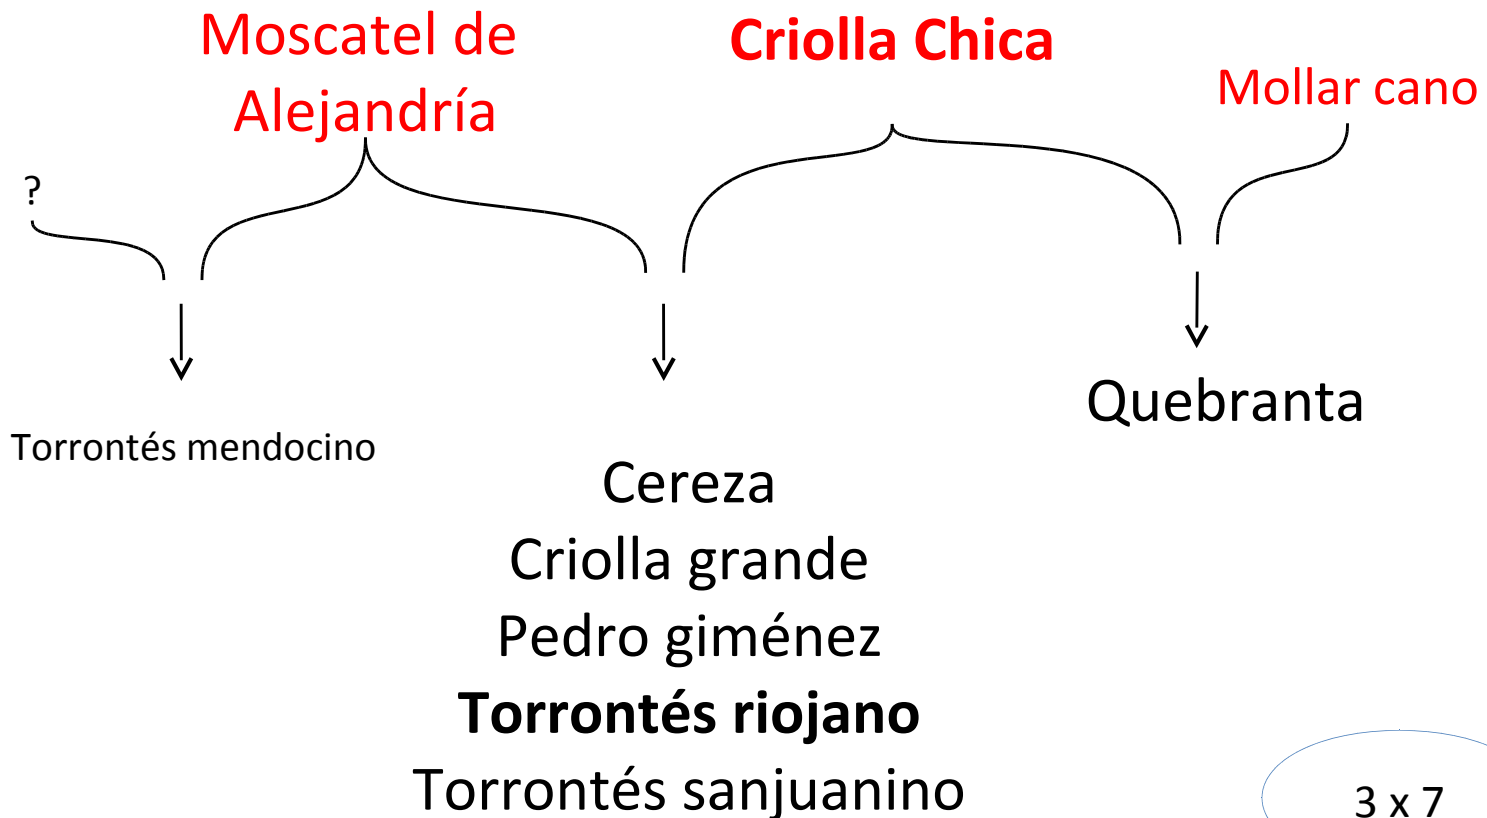 Moscatel de
Alejandría
Criolla Chica
Mollar cano
?
Torrontés mendocino
Quebranta
Cereza
Criolla grande
Pedro giménez
Torrontés riojano
Torrontés sanjuanino
3 x 7